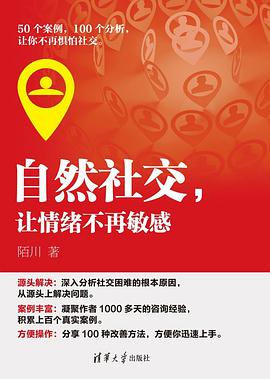 50个案例，100个分析，
让你不再惧怕社交。
自然社交，
让情绪不再敏感
陌川 著
源头解决：深入分析社交困难的根本原因，
从源头上解决问题。
案例丰富：凝聚作者1000多天的咨询经验，
积累上百个真实案例。
方便操作：分享100种改善方法，方便你迅速上手。
清华大学出版社